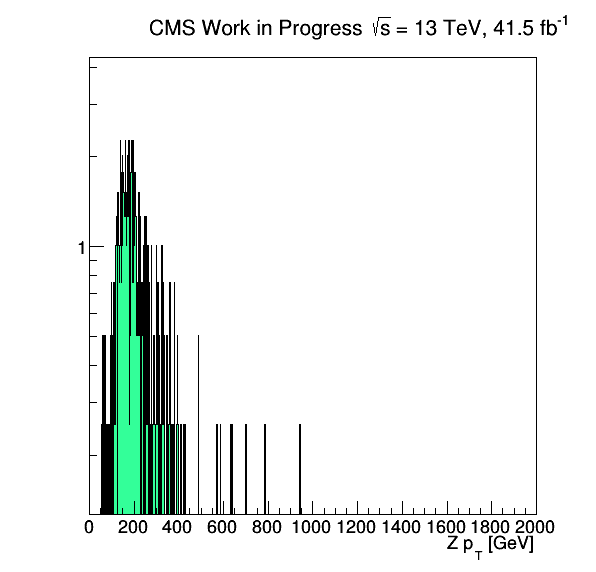 CMS Work in Progress √s = 13 TeV, 41.5 fb⁻¹
1
0 200 400 600 800 1000 1200 1400 1600 1800 2000
Z p_T [GeV]